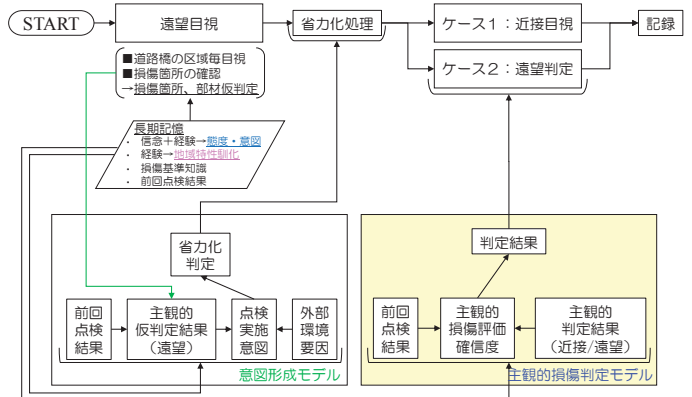 START
遠望目視
省力化処理
ケース1：近接目視
記録
ケース2：遠望判定
■道路橋の区域毎目視
■損傷箇所の確認
→損傷箇所、部材仮判定
長期記憶
・ 信念＋経験→態度・意図
・ 経験→地域特性馴化
・ 損傷基準知識
・ 前回点検結果
省力化
判定
前回
点検
結果
主観的
仮判定結果
（遠望）
点検
実施
意図
外部
環境
要因
意図形成モデル
判定結果
前回
点検
結果
主観的
損傷評価
確信度
主観的
判定結果
（近接/遠望）
主観的損傷判定モデル